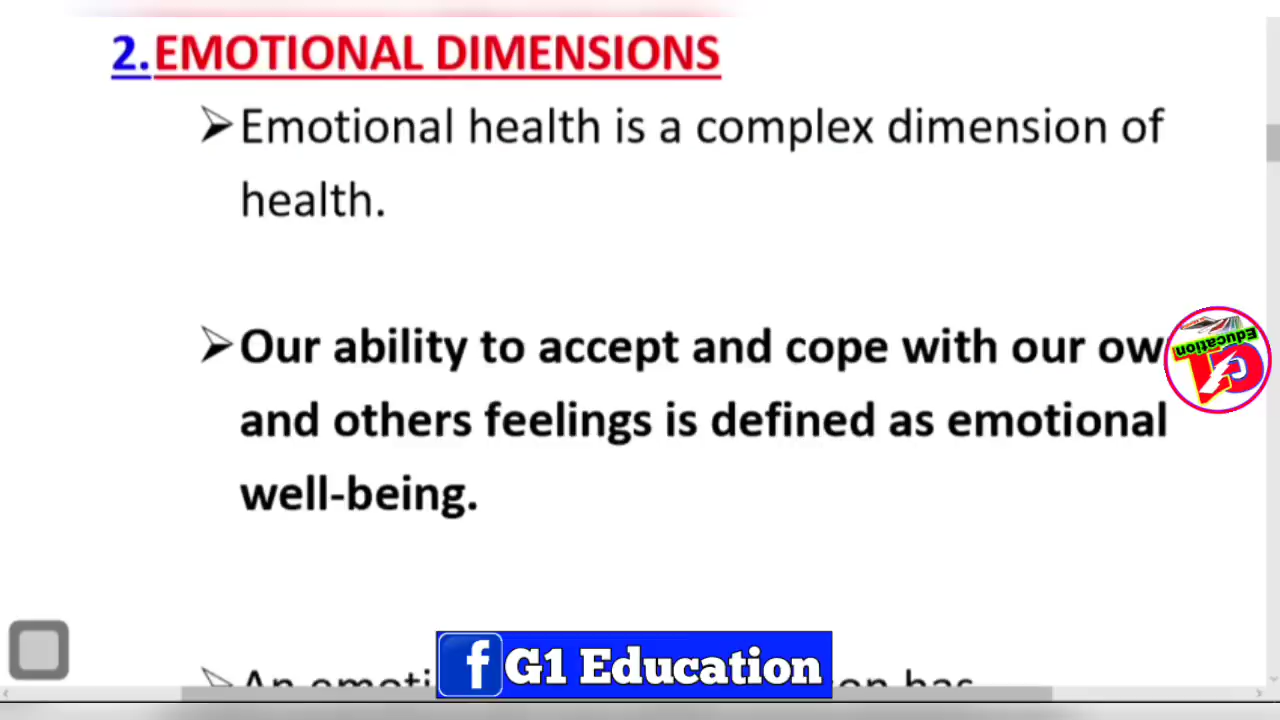 2.EMOTIONAL DIMENSIONS
➢Emotional health is a complex dimension of
health.
➢Our ability to accept and cope with our ow
and others feelings is defined as emotional
well-being.
Education
G1 Education